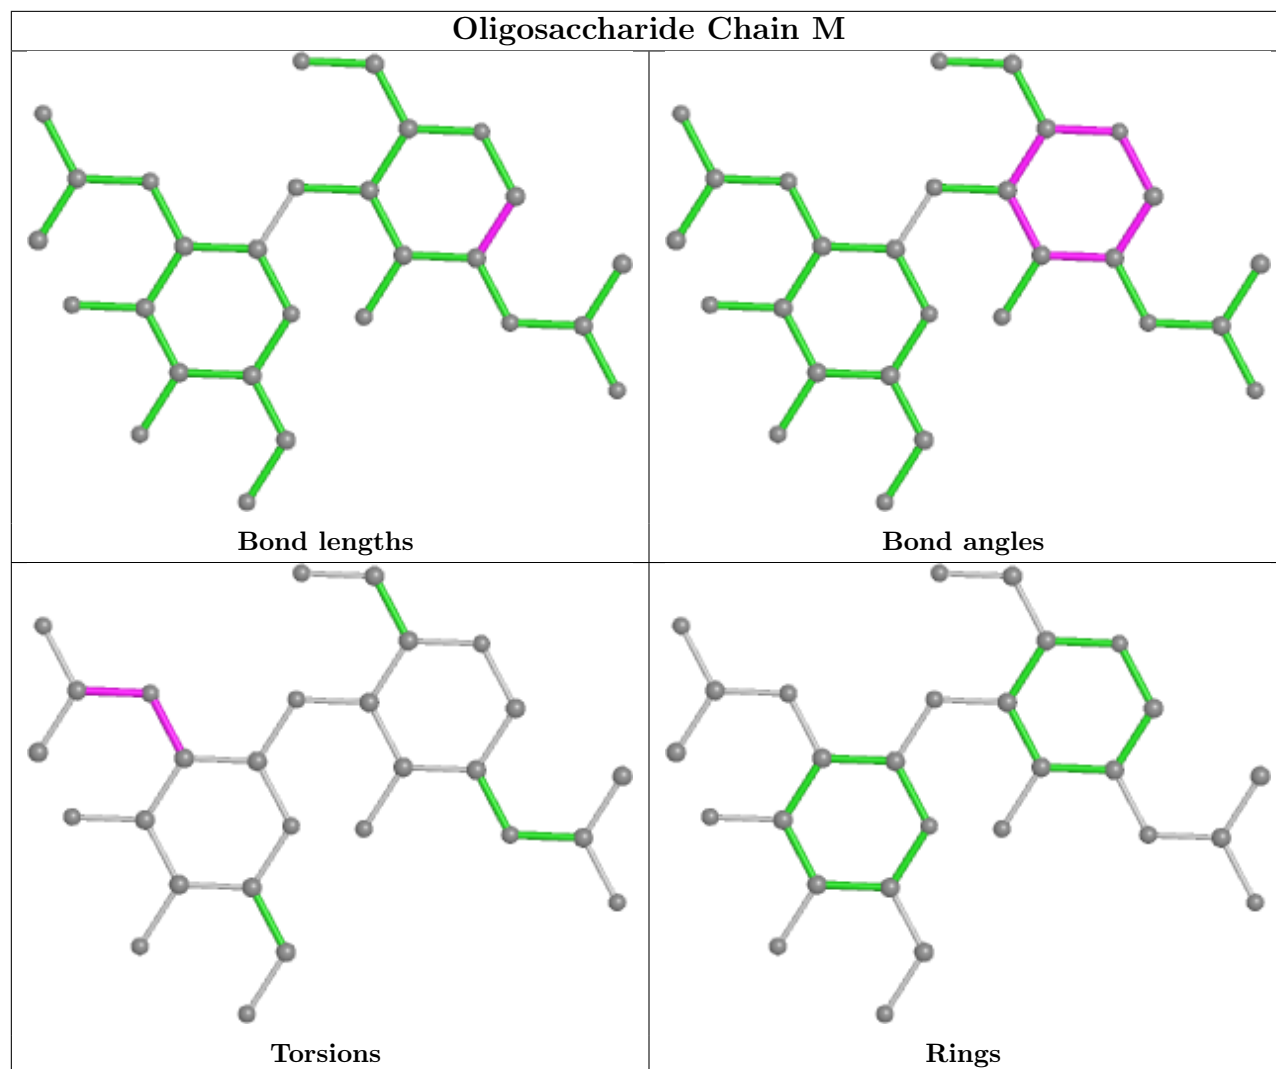 Oligosaccharide Chain M
Bond lengths
Bond angles
Torsions
Rings